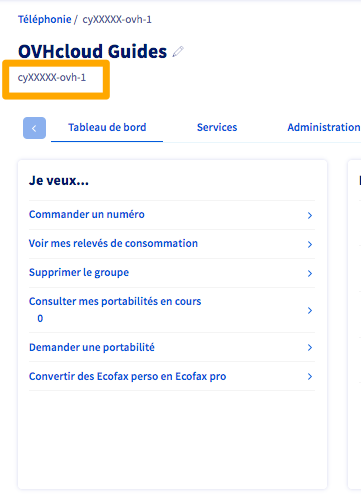 Téléphonie / cyXXXXX-ovh-1
OVHcloud Guides
cyXXXXX-ovh-1
Tableau de bord Services Administration
Je veux...
Commander un numéro
Voir mes relevés de consommation
Supprimer le groupe
Consulter mes portabilités en cours
0
Demander une portabilité
Convertir des Ecofax perso en Ecofax pro